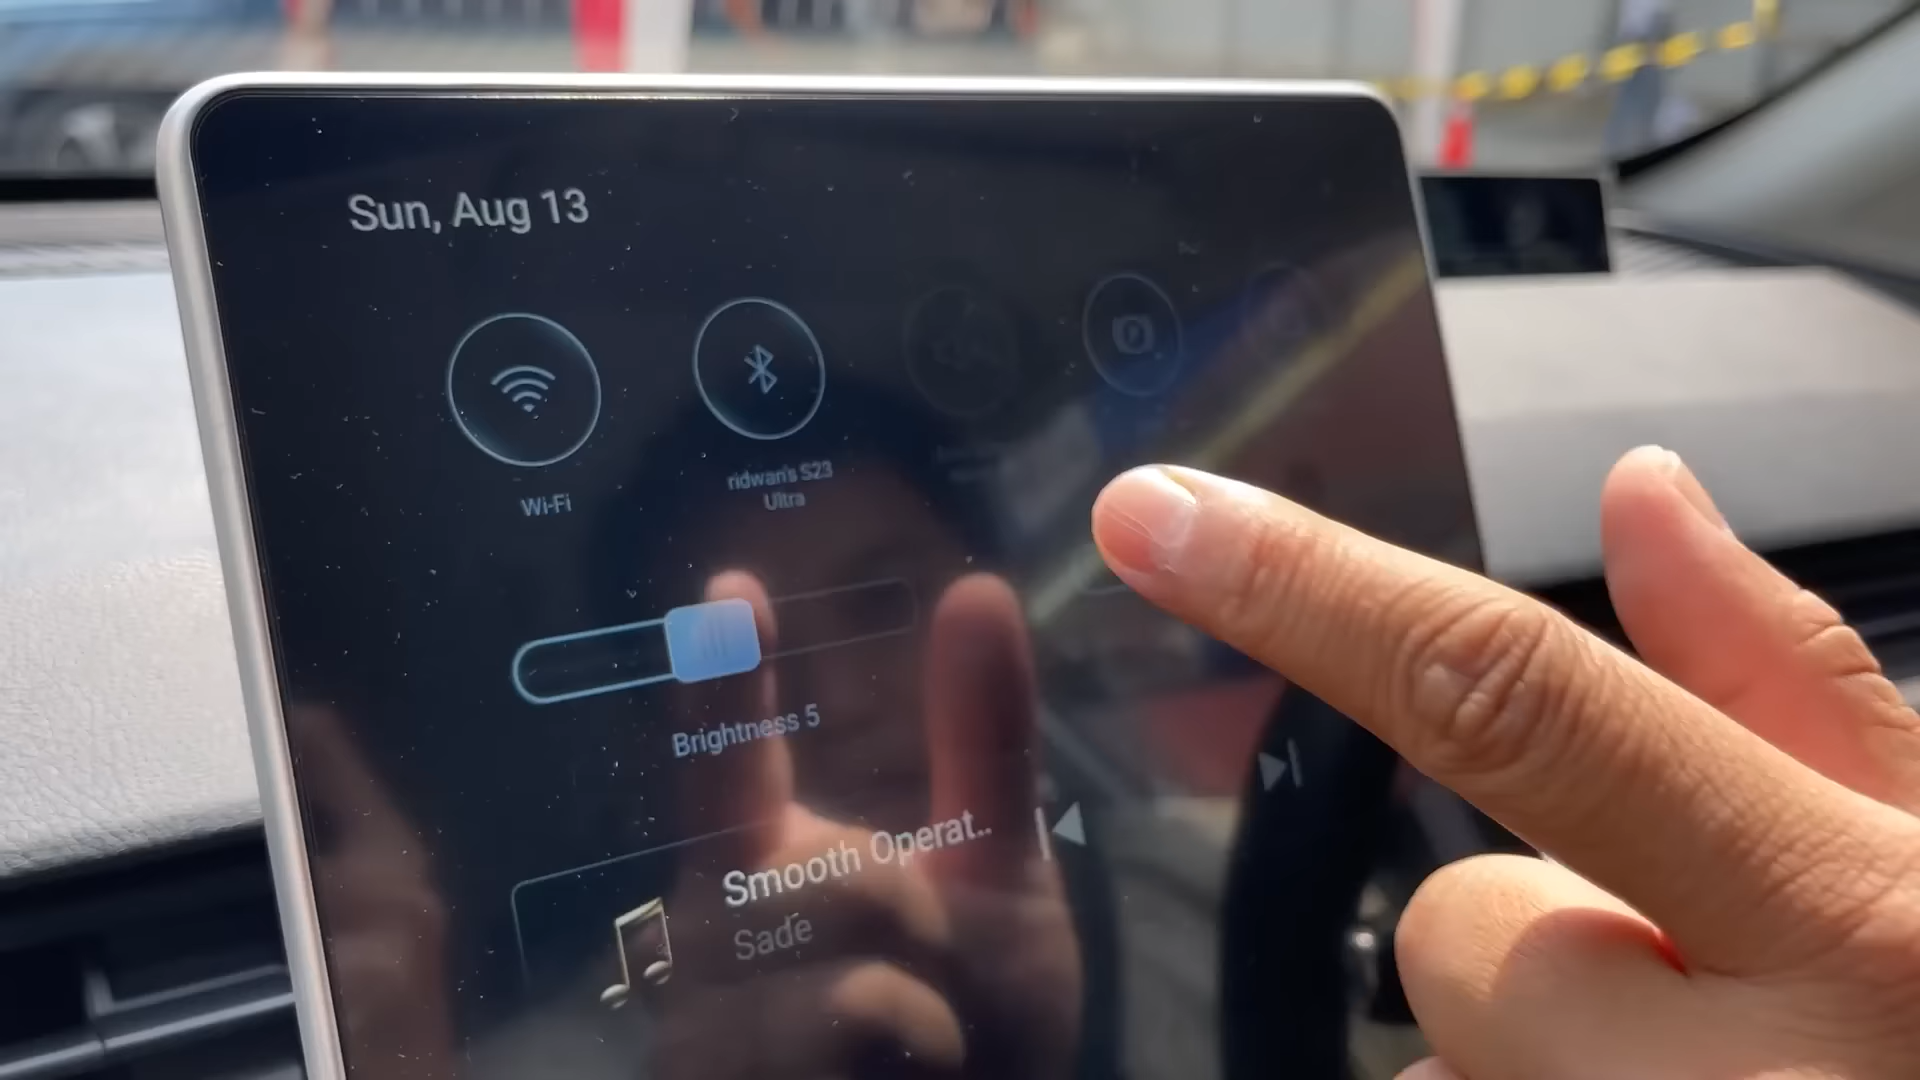 Sun, Aug 13
Wi-Fi
ridwan's S23
Ultra
Brightness 5
Smooth Operat..
Sade